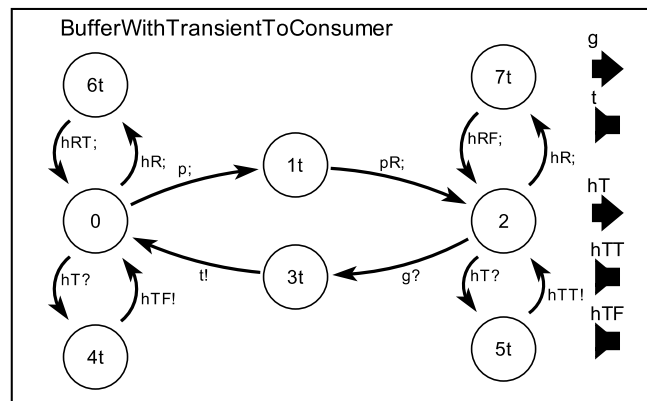 BufferWithTransientToConsumer
6t
7t
g
t
hRT;
hR;
p;
1t
pR;
hRF;
hR;
0
2
hT
hT?
hTF!
t!
3t
g?
hT?
hTT!
hTT
hTF
4t
5t